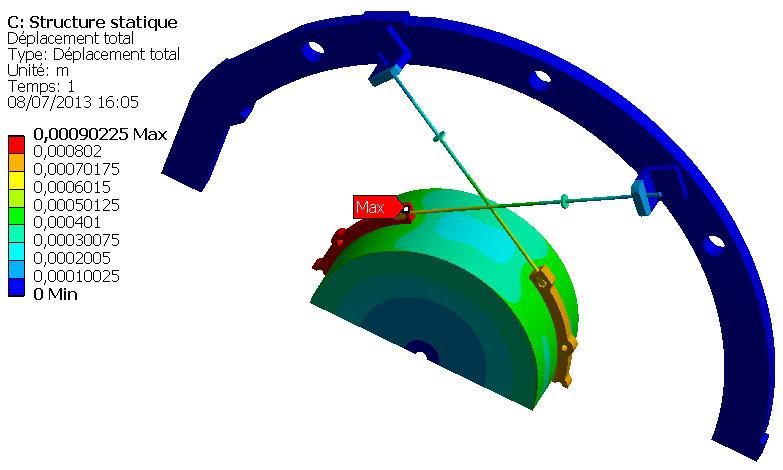 C: Structure statique
Déplacement total
Type: Déplacement total
Unité: m
Temps: 1
08/07/2013 16:05
0,00090225 Max
0,000802
0,00070175
0,0006015
0,00050125
0,000401
0,00030075
0,0002005
0,00010025
0 Min
Max